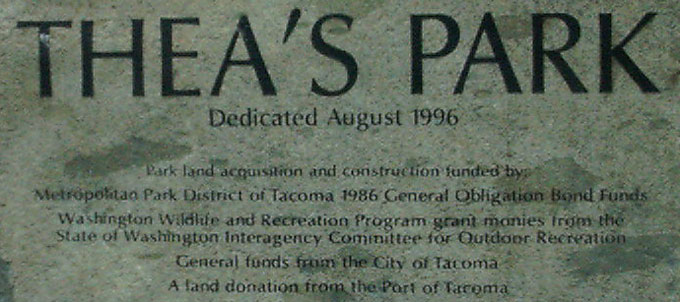 THEA'S PARK
Dedicated August 1996
Park land acquisition and construction funded by:
Metropolitan Park District of Tacoma 1986 General Obligation Bond Funds
Washington Wildlife and Recreation Program grant monies from the
State of Washington Interagency Committee for Outdoor Recreation
General funds from the City of Tacoma
A land donation from the Port of Tacoma